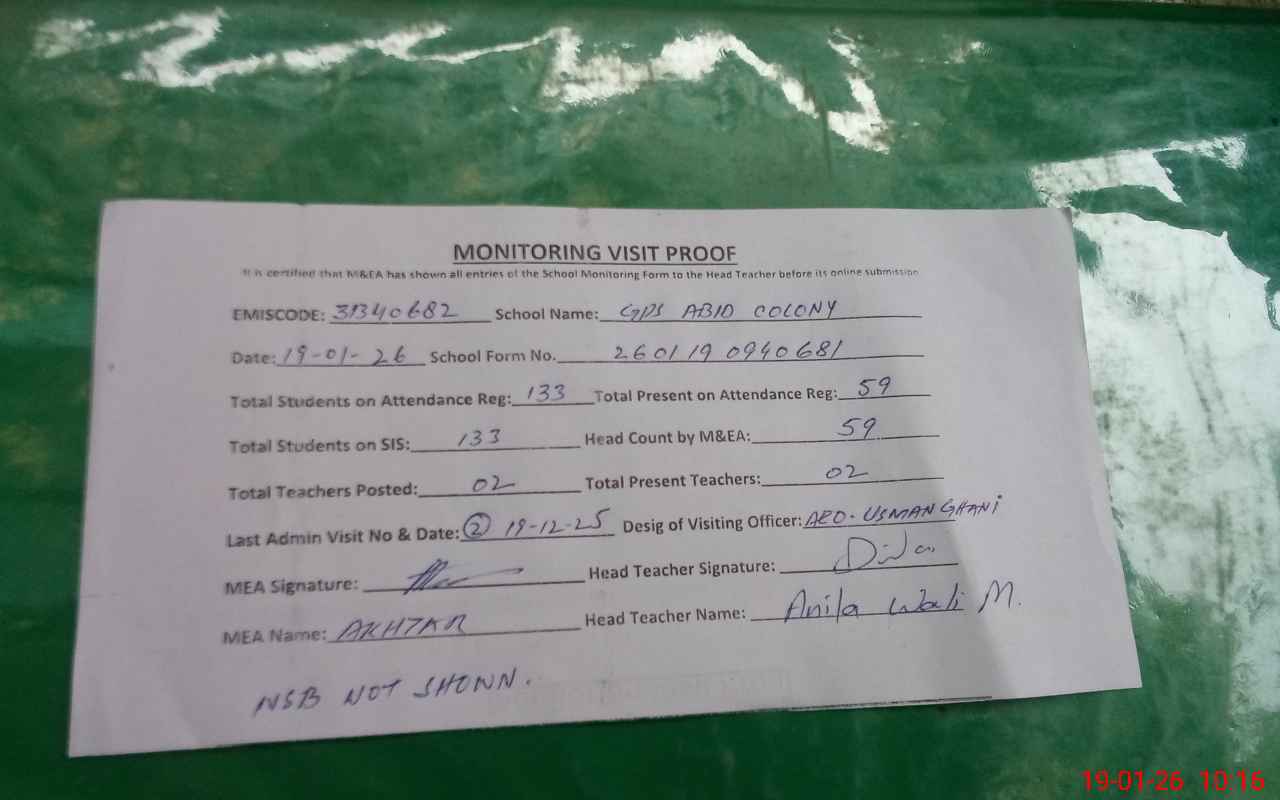 MONITORING VISIT PROOF
It is certified that M&EA has shown all entries of the School Monitoring Form to the Head Teacher before its online submission
EMISCODE: 31340682 School Name: GPS ABID COLONY
Date: 19-01-26 School Form No. 260119 0940681
Total Students on Attendance Reg: 133 Total Present on Attendance Reg: 59
Total Students on SIS: 133 Head Count by M&EA: 59
Total Teachers Posted: 02 Total Present Teachers: 02
Last Admin Visit No & Date: ② 19-12-25 Desig of Visiting Officer: AEO- USMAN GHANI
MEA Signature: Head Teacher Signature:
MEA Name: AKHTAR Head Teacher Name: Anila Wali M.
NSB NOT SHOWN.
19-01-26 10:16